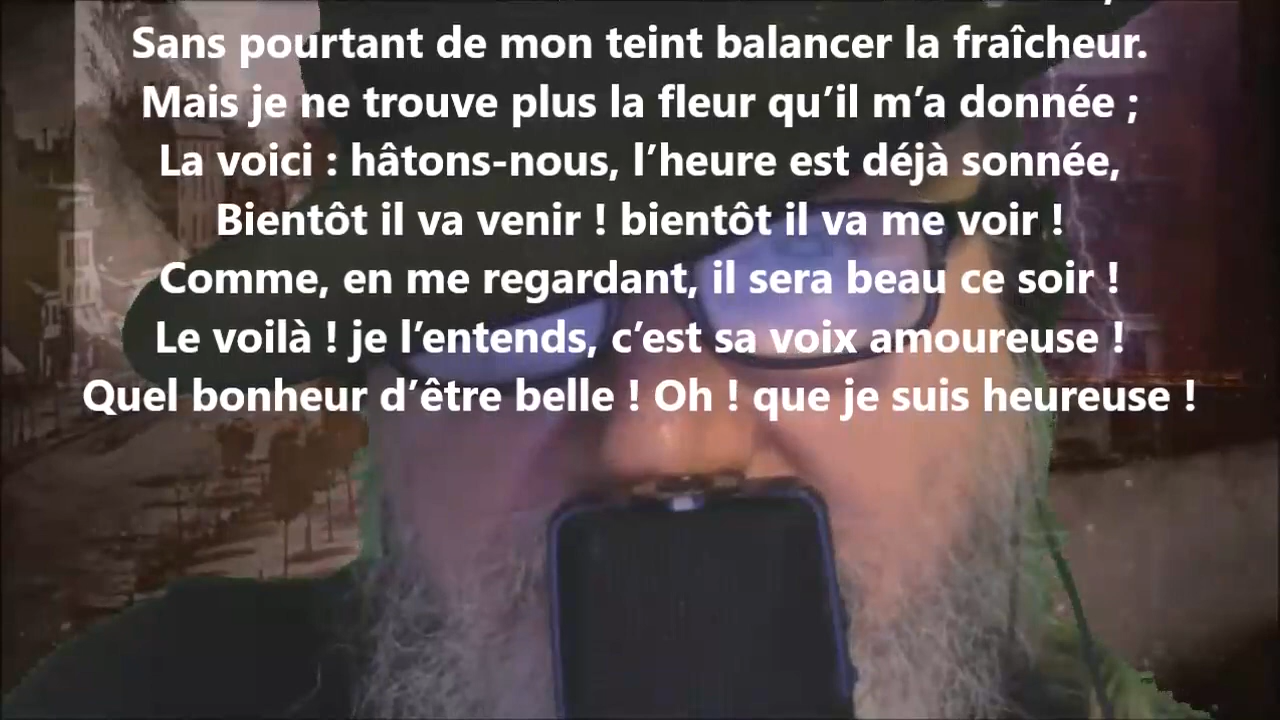 Sans pourtant de mon teint balancer la fraîcheur.
Mais je ne trouve plus la fleur qu’il m’a donnée ;
La voici : hâtons-nous, l’heure est déjà sonnée,
Bientôt il va venir ! bientôt il va me voir !
Comme, en me regardant, il sera beau ce soir !
Le voilà ! je l’entends, c’est sa voix amoureuse !
Quel bonheur d’être belle ! Oh ! que je suis heureuse !